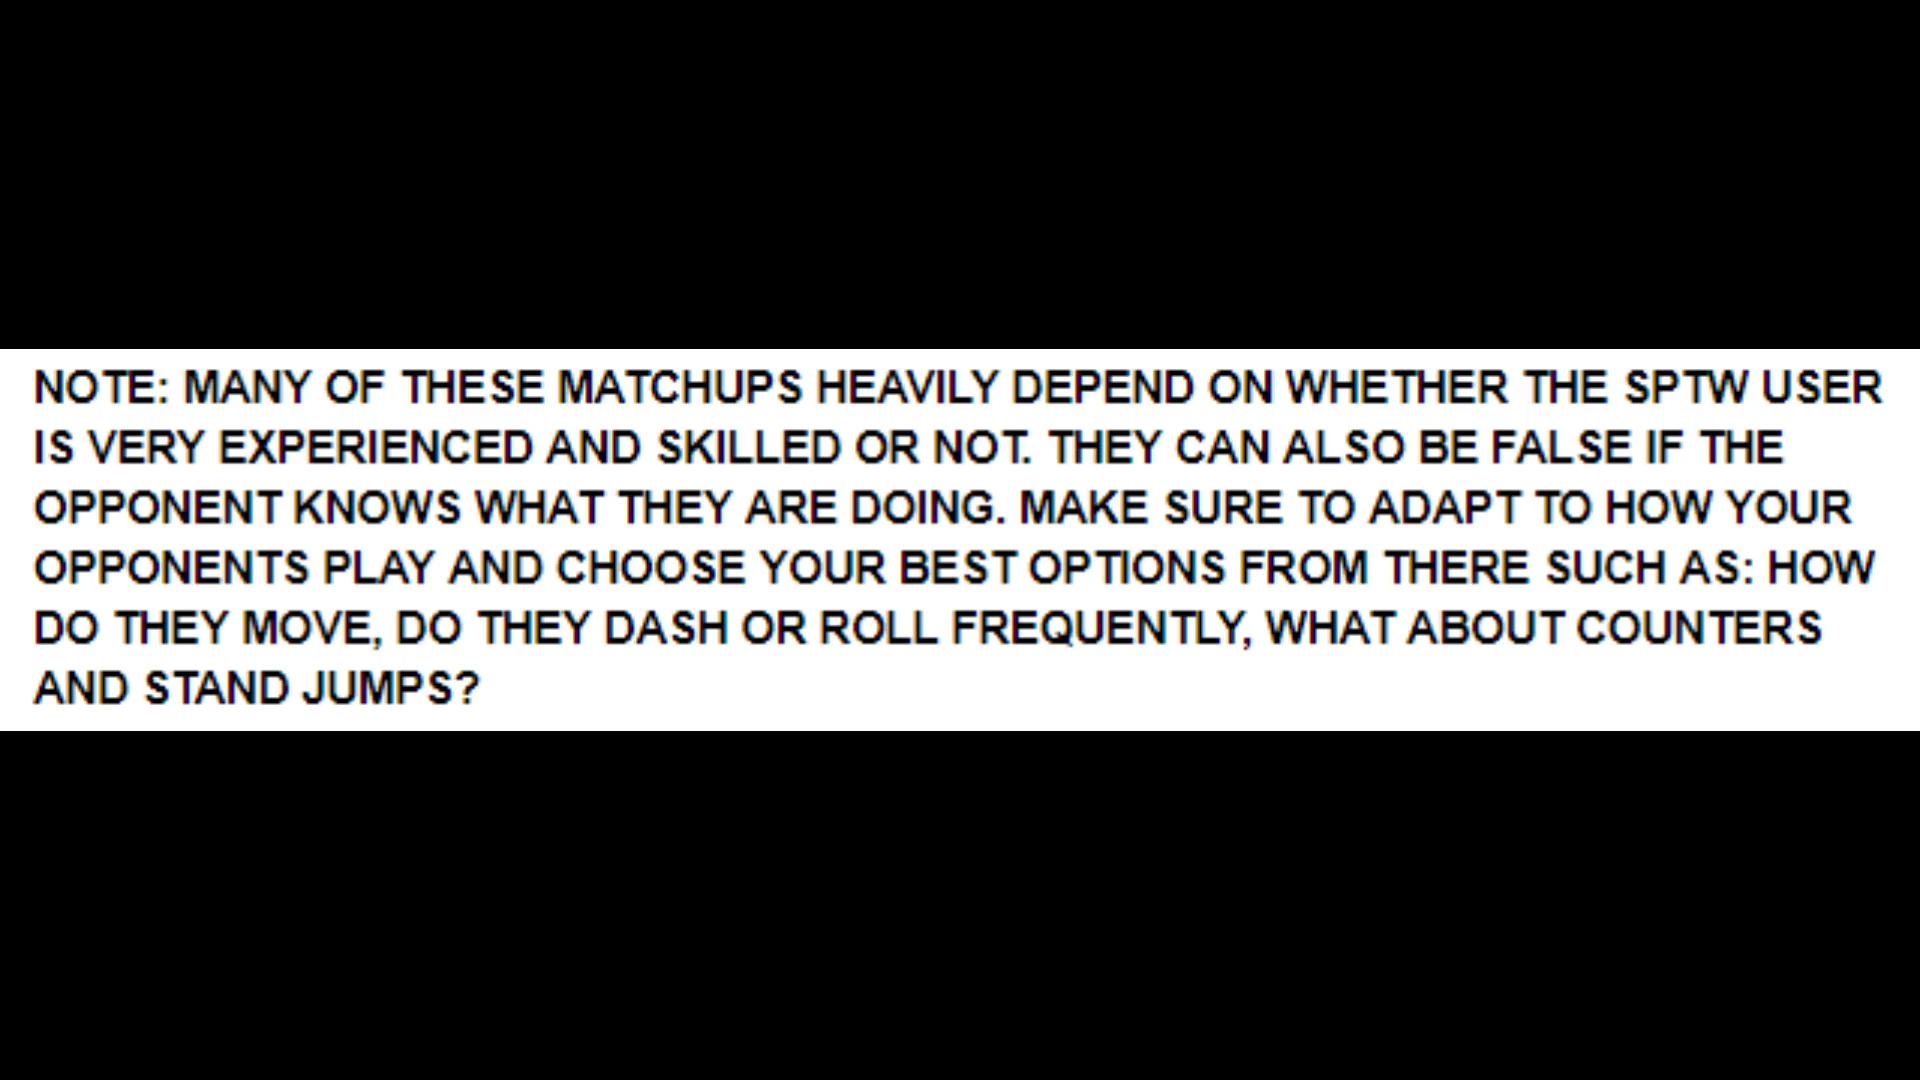 NOTE: MANY OF THESE MATCHUPS HEAVILY DEPEND ON WHETHER THE SPTW USER
IS VERY EXPERIENCED AND SKILLED OR NOT. THEY CAN ALSO BE FALSE IF THE
OPPONENT KNOWS WHAT THEY ARE DOING. MAKE SURE TO ADAPT TO HOW YOUR
OPPONENTS PLAY AND CHOOSE YOUR BEST OPTIONS FROM THERE SUCH AS: HOW
DO THEY MOVE, DO THEY DASH OR ROLL FREQUENTLY, WHAT ABOUT COUNTERS
AND STAND JUMPS?